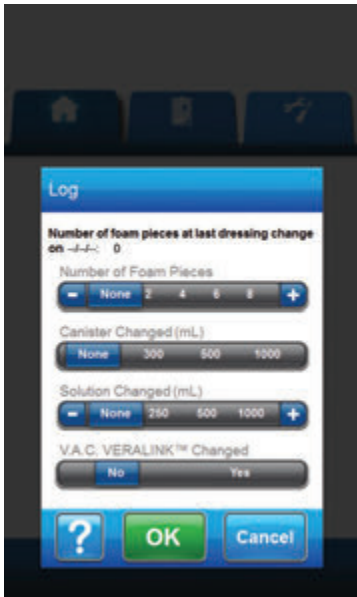 Log
Number of foam pieces at last dressing change
on --/--/--: 0
Number of Foam Pieces
- None 2 4 6 8 +
Canister Changed (mL)
None 300 500 1000
Solution Changed (mL)
- None 250 500 1000 +
V.A.C. VERALINK™ Changed
No Yes
? OK Cancel